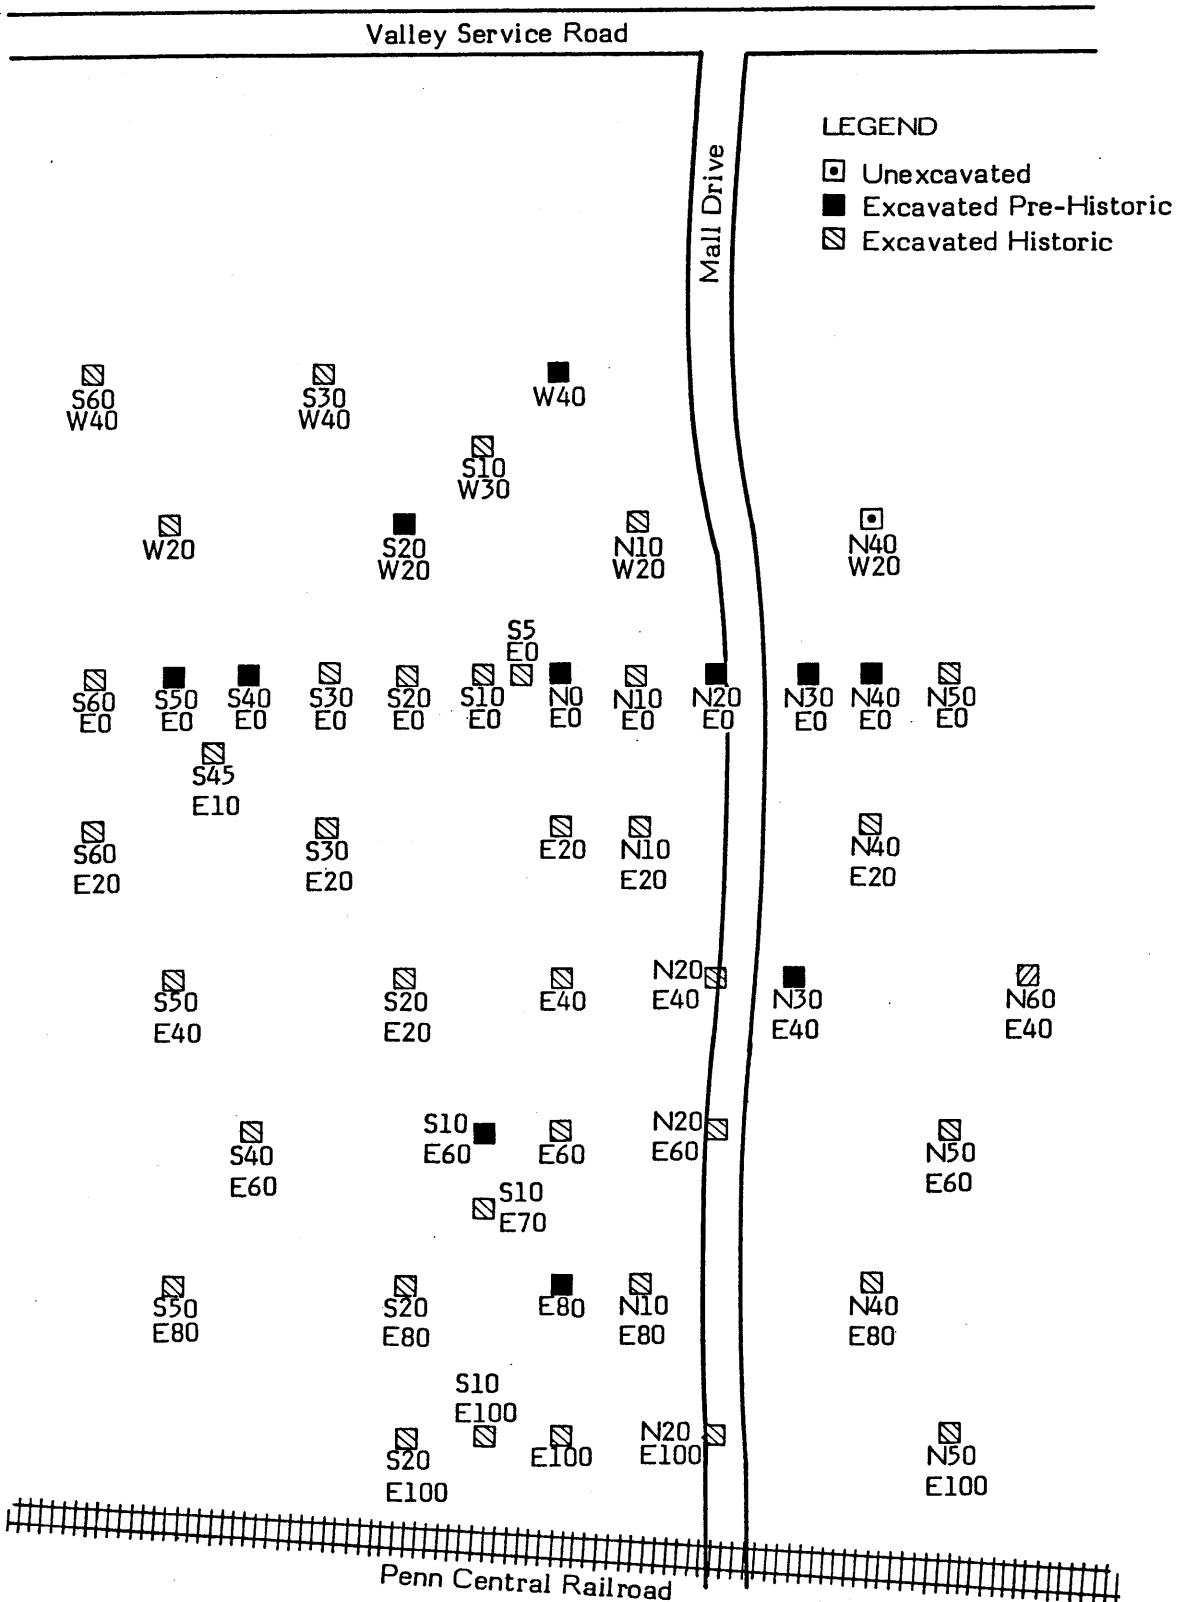 Valley Service Road
Mall Drive
LEGEND
Unexcavated
Excavated Pre-Historic
Excavated Historic
S60
W40
S30
W40
W40
S10
W30
W20
S20
W20
N10
W20
N40
W20
S5
E0
S60
E0
S50
E0
S40
E0
S30
E0
S20
E0
S10
E0
N0
E0
N10
E0
N20
E0
N30
E0
N40
E0
N50
E0
S45
E10
S60
E20
S30
E20
E20
N10
E20
N40
E20
S50
E40
S20
E20
E40
N20
E40
N30
E40
N60
E40
S40
E60
S10
E60
E60
N20
E60
N50
E60
S10
E70
S50
E80
S20
E80
E80
N10
E80
N40
E80
S10
E100
S20
E100
E100
N20
E100
N50
E100
Penn Central Railroad